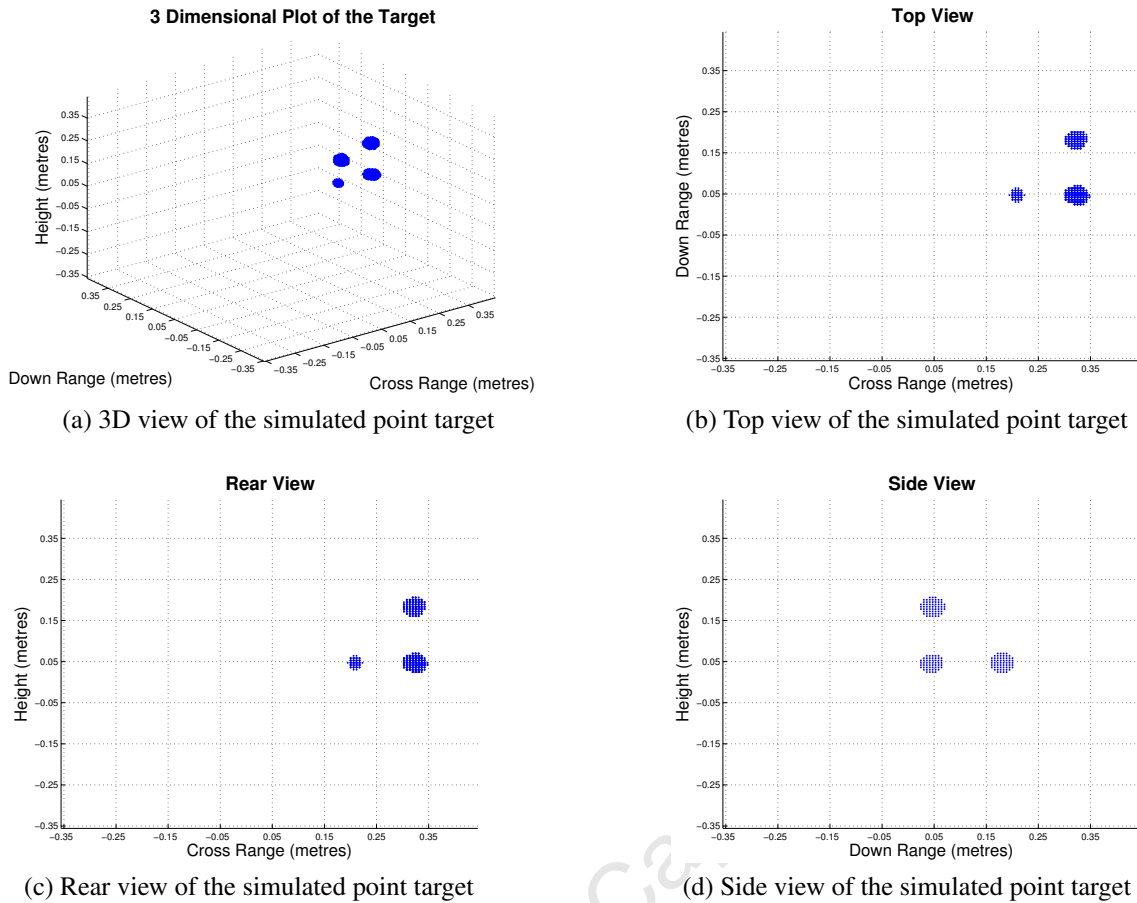 3 Dimensional Plot of the Target
0.35
0.25
0.15
0.05
−0.05
−0.15
−0.25
−0.35
Height (metres)
0.35
0.25
0.15
0.05
−0.05
−0.15
−0.25
−0.35
Down Range (metres)
−0.35
−0.25
−0.15
−0.05
0.05
0.15
0.25
0.35
Cross Range (metres)
(a) 3D view of the simulated point target
Top View
0.35
0.25
0.15
0.05
−0.05
−0.15
−0.25
−0.35
Down Range (metres)
−0.35 −0.25 −0.15 −0.05 0.05 0.15 0.25 0.35
Cross Range (metres)
(b) Top view of the simulated point target
Rear View
0.35
0.25
0.15
0.05
−0.05
−0.15
−0.25
−0.35
Height (metres)
−0.35 −0.25 −0.15 −0.05 0.05 0.15 0.25 0.35
Cross Range (metres)
(c) Rear view of the simulated point target
Side View
0.35
0.25
0.15
0.05
−0.05
−0.15
−0.25
−0.35
Height (metres)
−0.35 −0.25 −0.15 −0.05 0.05 0.15 0.25 0.35
Down Range (metres)
(d) Side view of the simulated point target